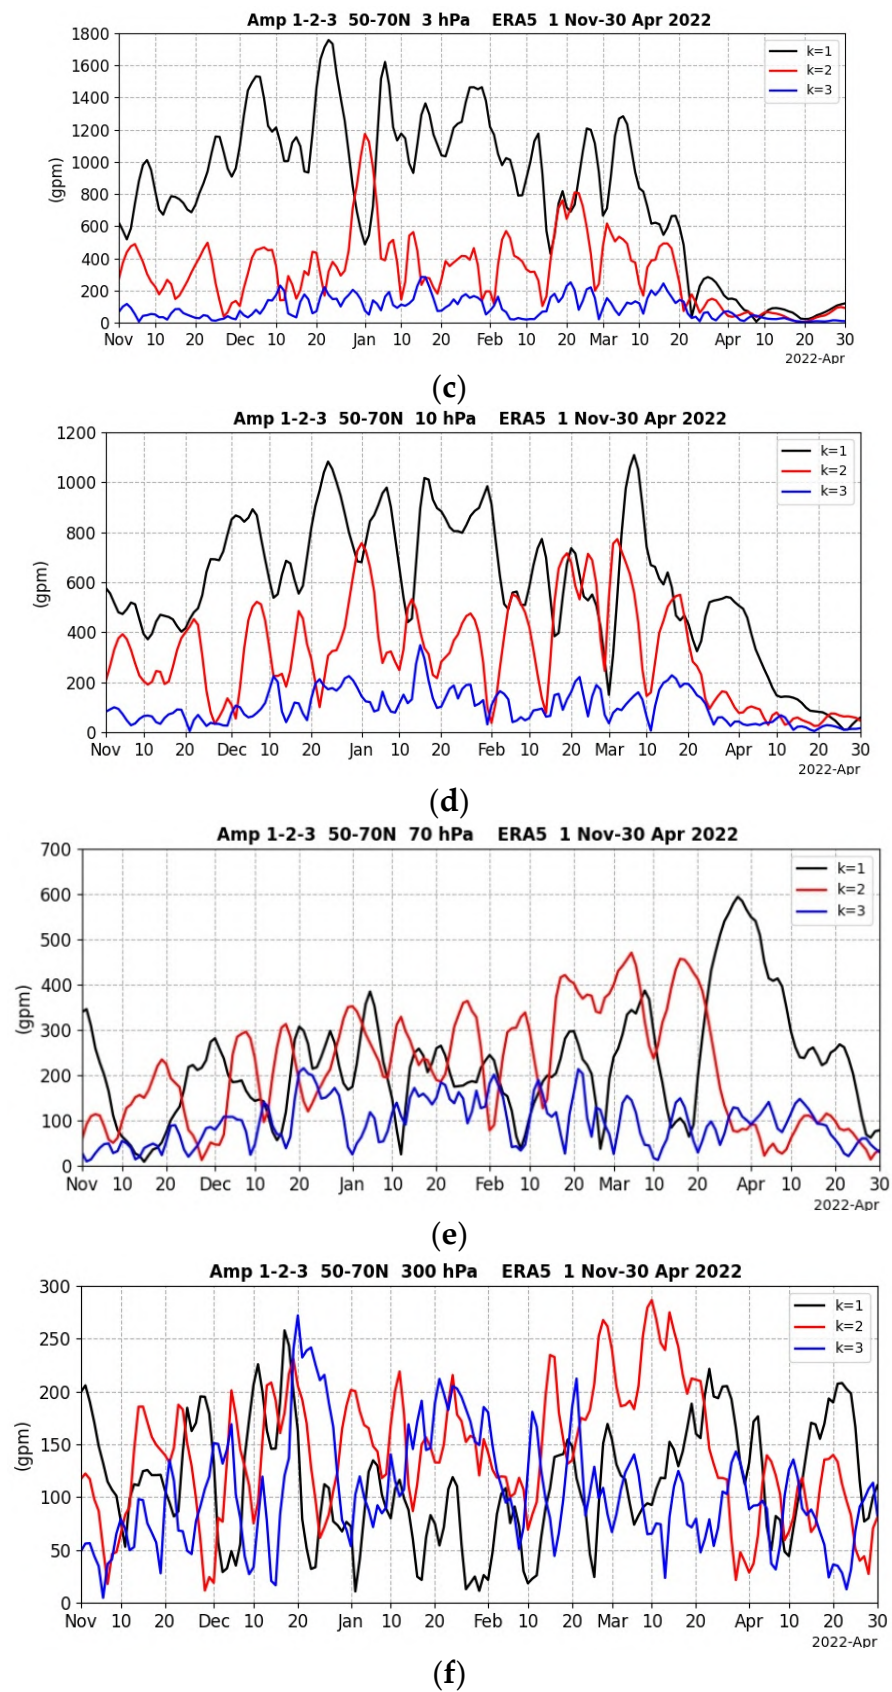 Amp 1-2-3 50-70N 3 hPa ERA5 1 Nov-30 Apr 2022
1800
1600
1400
1200
1000
800
600
400
200
0
(gpm)
k=1
k=2
k=3
Nov 10 20 Dec 10 20 Jan 10 20 Feb 10 20 Mar 10 20 Apr 10 20 30
2022-Apr
(c)
Amp 1-2-3 50-70N 10 hPa ERA5 1 Nov-30 Apr 2022
1200
1000
800
600
400
200
0
(gpm)
k=1
k=2
k=3
Nov 10 20 Dec 10 20 Jan 10 20 Feb 10 20 Mar 10 20 Apr 10 20 30
2022-Apr
(d)
Amp 1-2-3 50-70N 70 hPa ERA5 1 Nov-30 Apr 2022
700
600
500
400
300
200
100
0
(gpm)
k=1
k=2
k=3
Nov 10 20 Dec 10 20 Jan 10 20 Feb 10 20 Mar 10 20 Apr 10 20 30
2022-Apr
(e)
Amp 1-2-3 50-70N 300 hPa ERA5 1 Nov-30 Apr 2022
300
250
200
150
100
50
0
(gpm)
k=1
k=2
k=3
Nov 10 20 Dec 10 20 Jan 10 20 Feb 10 20 Mar 10 20 Apr 10 20 30
2022-Apr
(f)